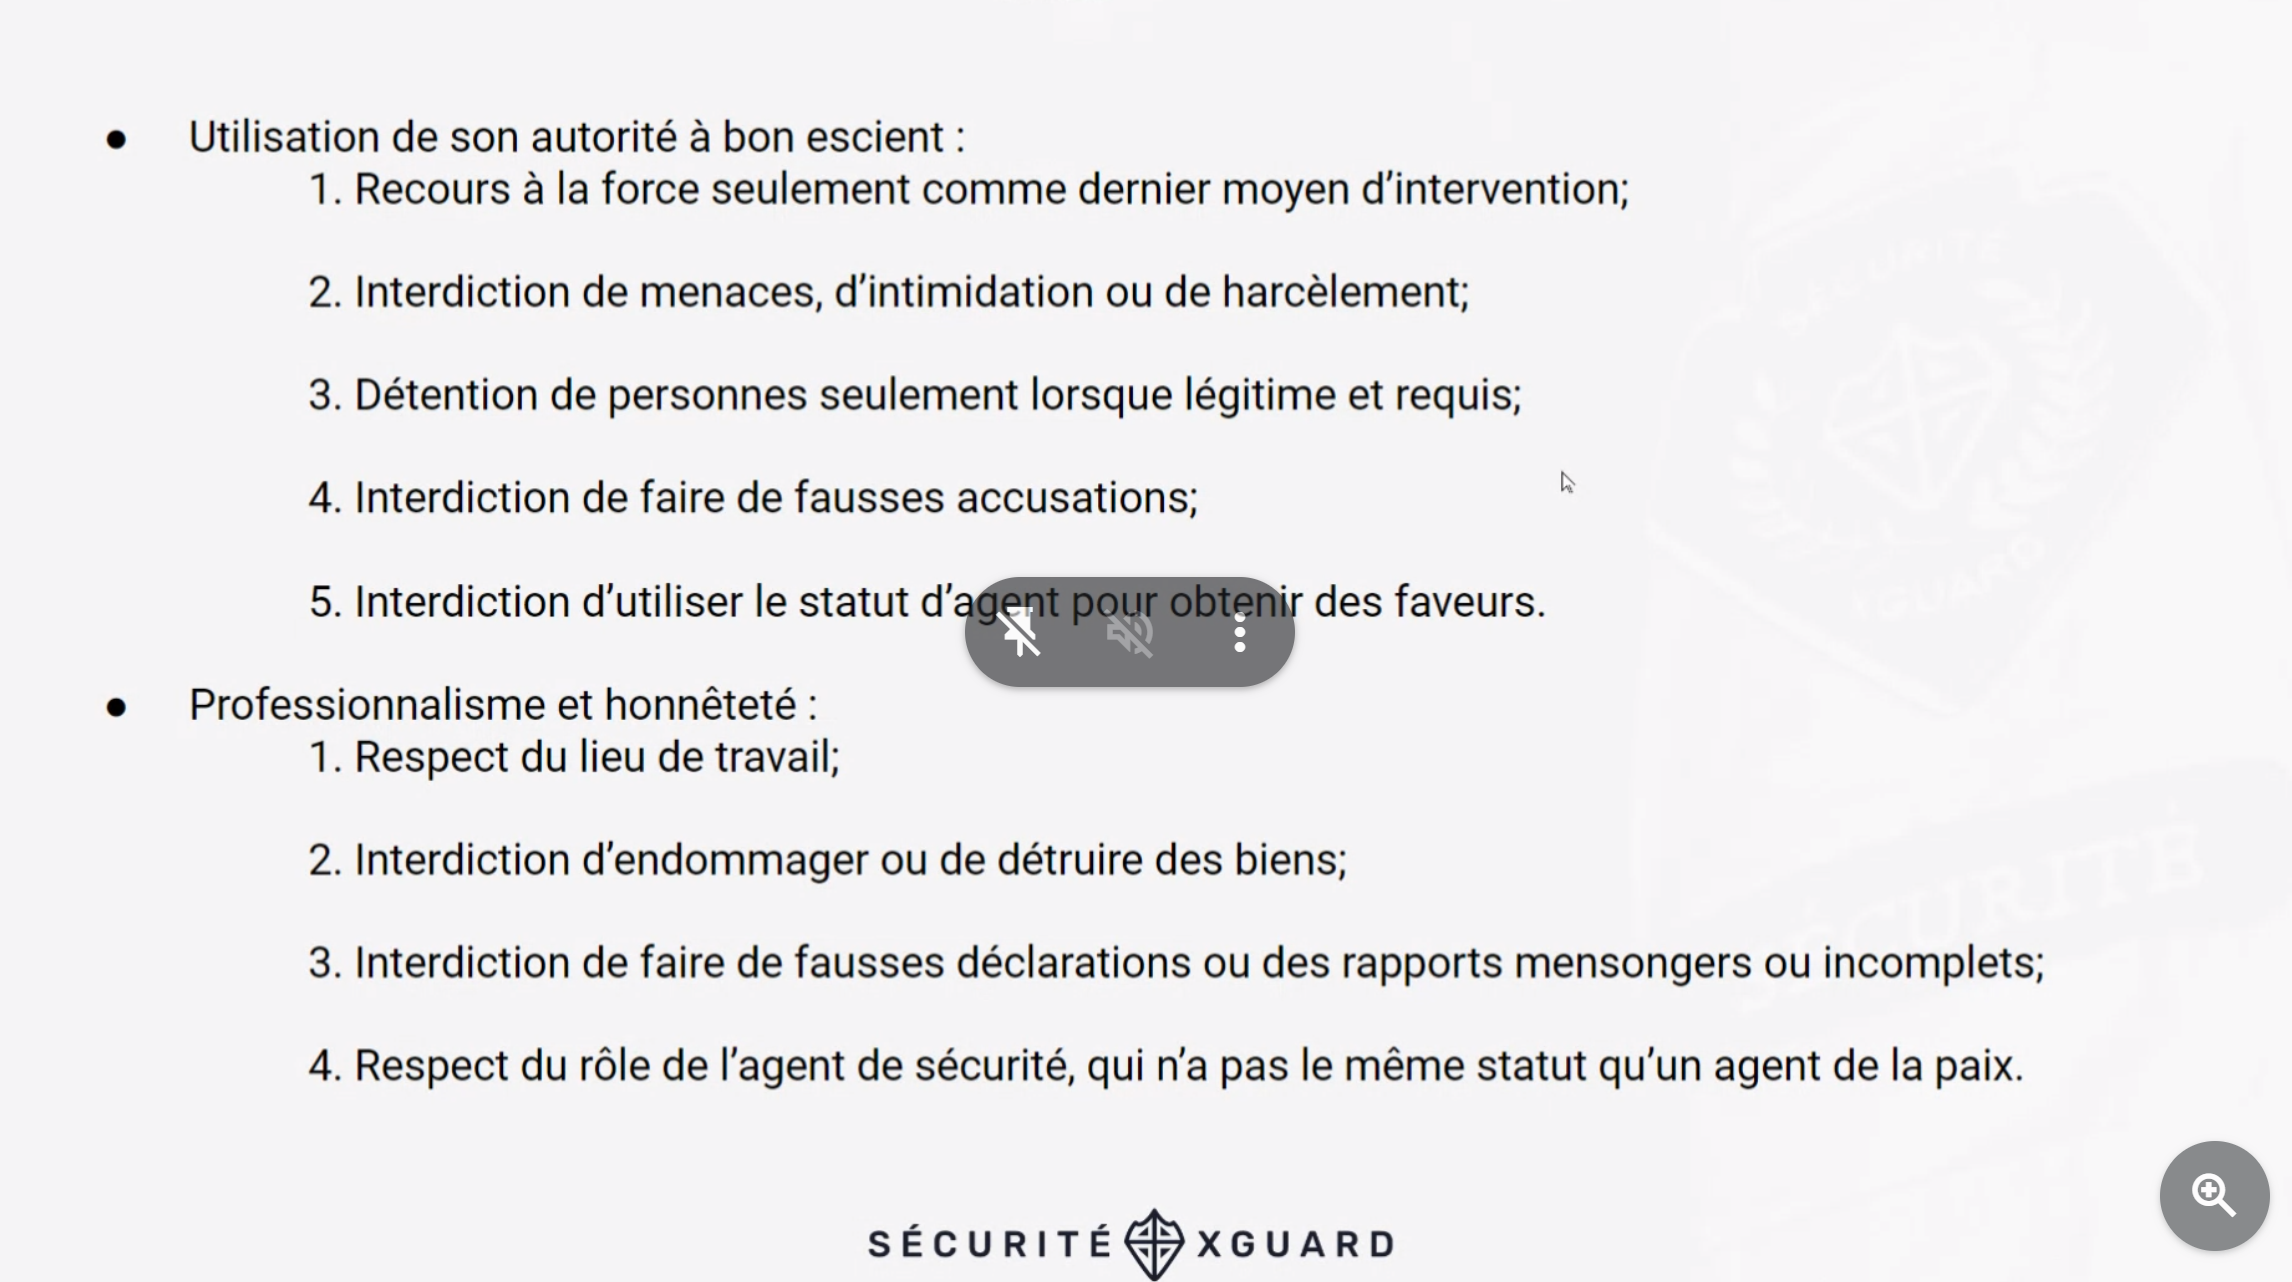 ● Utilisation de son autorité à bon escient :
1. Recours à la force seulement comme dernier moyen d’intervention;
2. Interdiction de menaces, d’intimidation ou de harcèlement;
3. Détention de personnes seulement lorsque légitime et requis;
4. Interdiction de faire de fausses accusations;
5. Interdiction d’utiliser le statut d’agent pour obtenir des faveurs.
● Professionnalisme et honnêteté :
1. Respect du lieu de travail;
2. Interdiction d’endommager ou de détruire des biens;
3. Interdiction de faire de fausses déclarations ou des rapports mensongers ou incomplets;
4. Respect du rôle de l’agent de sécurité, qui n’a pas le même statut qu’un agent de la paix.
SÉCURITÉ XGUARD
SÉCURITÉ
XGUARD
SÉCURITÉ